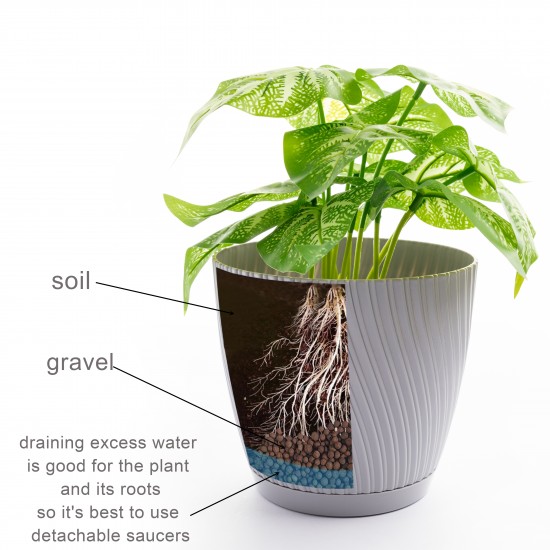 soil
gravel
draining excess water
is good for the plant
and its roots
so it's best to use
detachable saucers